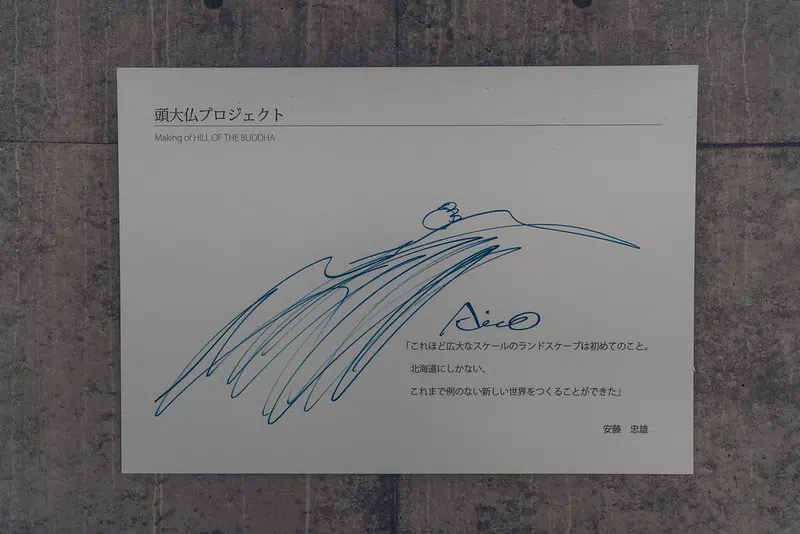 頭大仏プロジェクト
Making of HILL OF THE BUDDHA
「これほど広大なスケールのランドスケープは初めてのこと。
北海道にしかない、
これまで例のない新しい世界をつくることができた」
安藤　忠雄